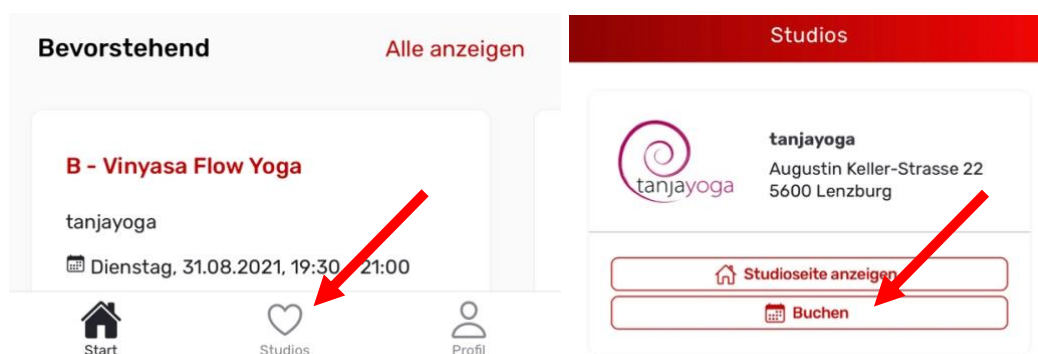 Bevorstehend
Alle anzeigen
B - Vinyasa Flow Yoga
tanjayoga
Dienstag, 31.08.2021, 19:30 21:00
Start
Studios
Profil
Studios
tanjayoga
tanjayoga
Augustin Keller-Strasse 22
5600 Lenzburg
Studioseite anzeigen
Buchen